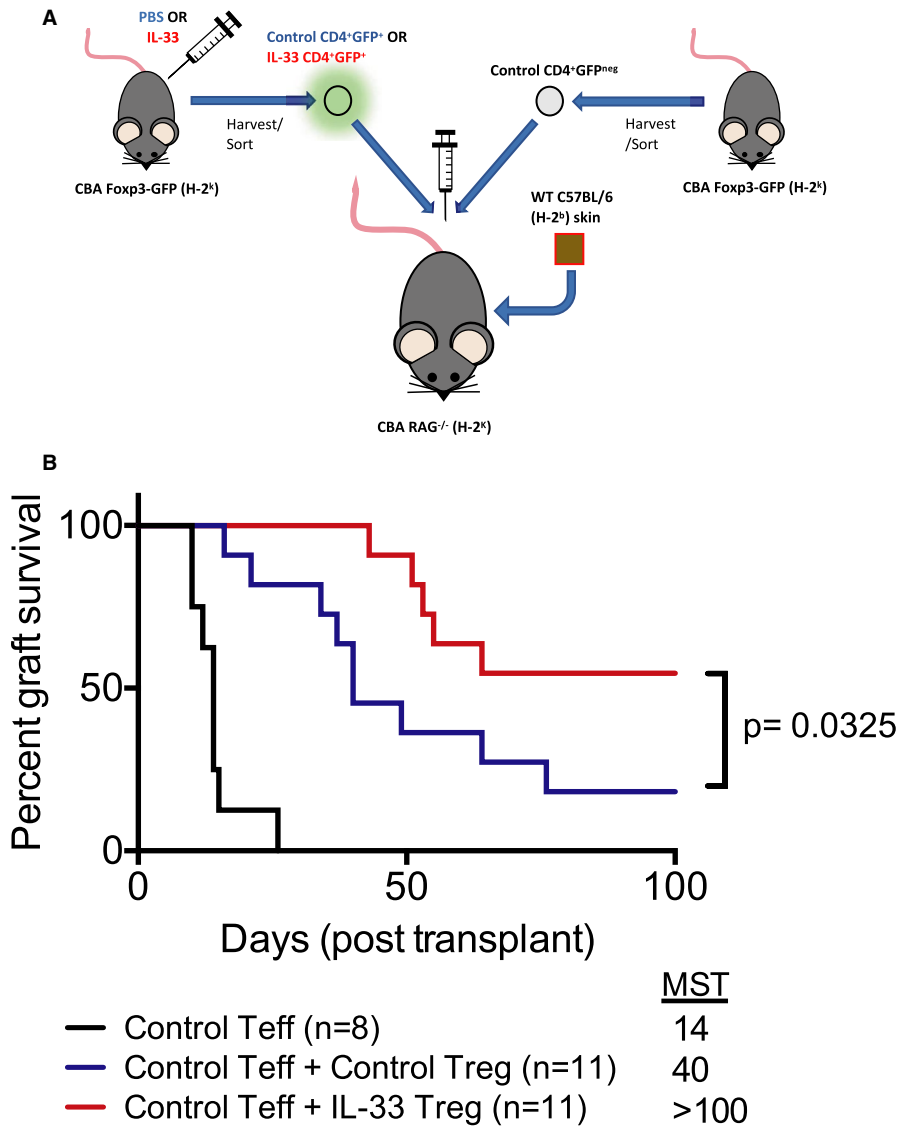 A
PBS OR
IL-33
Control CD4⁺GFP⁺ OR
IL-33 CD4⁺GFP⁺
Control CD4⁺GFPⁿᵉᵍ
Harvest/
Sort
Harvest
/Sort
CBA Foxp3-GFP (H-2ᵏ)
CBA Foxp3-GFP (H-2ᵏ)
WT C57BL/6
(H-2ᵇ) skin
CBA RAG⁻/⁻ (H-2ᴷ)
B
Percent graft survival
100
50
0
0
50
100
p= 0.0325
Days (post transplant)
MST
Control Teff (n=8) 14
Control Teff + Control Treg (n=11) 40
Control Teff + IL-33 Treg (n=11) >100